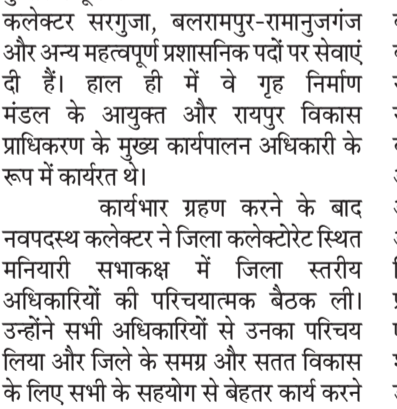 कलेक्टर सरगुजा, बलरामपुर-रामानुजगंज
और अन्य महत्वपूर्ण प्रशासनिक पदों पर सेवाएं
दी हैं। हाल ही में वे गृह निर्माण
मंडल के आयुक्त और रायपुर विकास
प्राधिकरण के मुख्य कार्यपालन अधिकारी के
रूप में कार्यरत थे।
कार्यभार ग्रहण करने के बाद
नवपदस्थ कलेक्टर ने जिला कलेक्टोरेट स्थित
मनियारी सभाकक्ष में जिला स्तरीय
अधिकारियों की परिचयात्मक बैठक ली।
उन्होंने सभी अधिकारियों से उनका परिचय
लिया और जिले के समग्र और सतत विकास
के लिए सभी के सहयोग से बेहतर कार्य करने